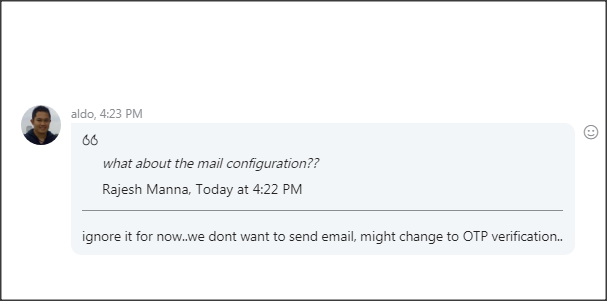 aldo, 4:23 PM
what about the mail configuration??
Rajesh Manna, Today at 4:22 PM
ignore it for now..we dont want to send email, might change to OTP verification..